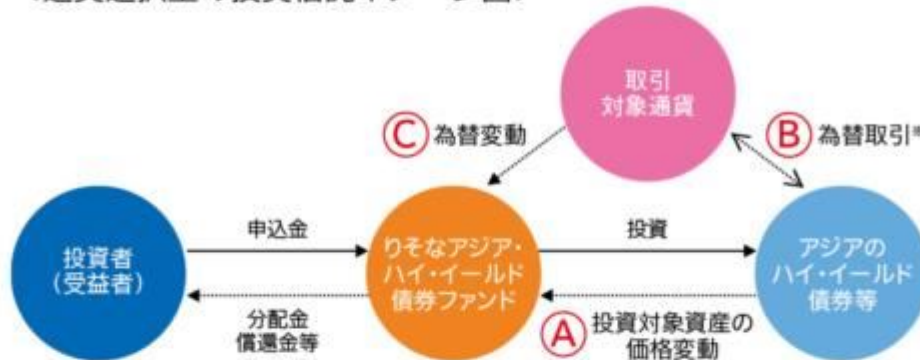 取引
対象通貨
Ⓒ 為替変動
Ⓑ 為替取引*
申込金
投資
投資者
(受益者)
りそなアジア・
ハイ・イールド
債券ファンド
アジアの
ハイ・イールド
債券等
分配金
償還金等
Ⓐ 投資対象資産の
価格変動